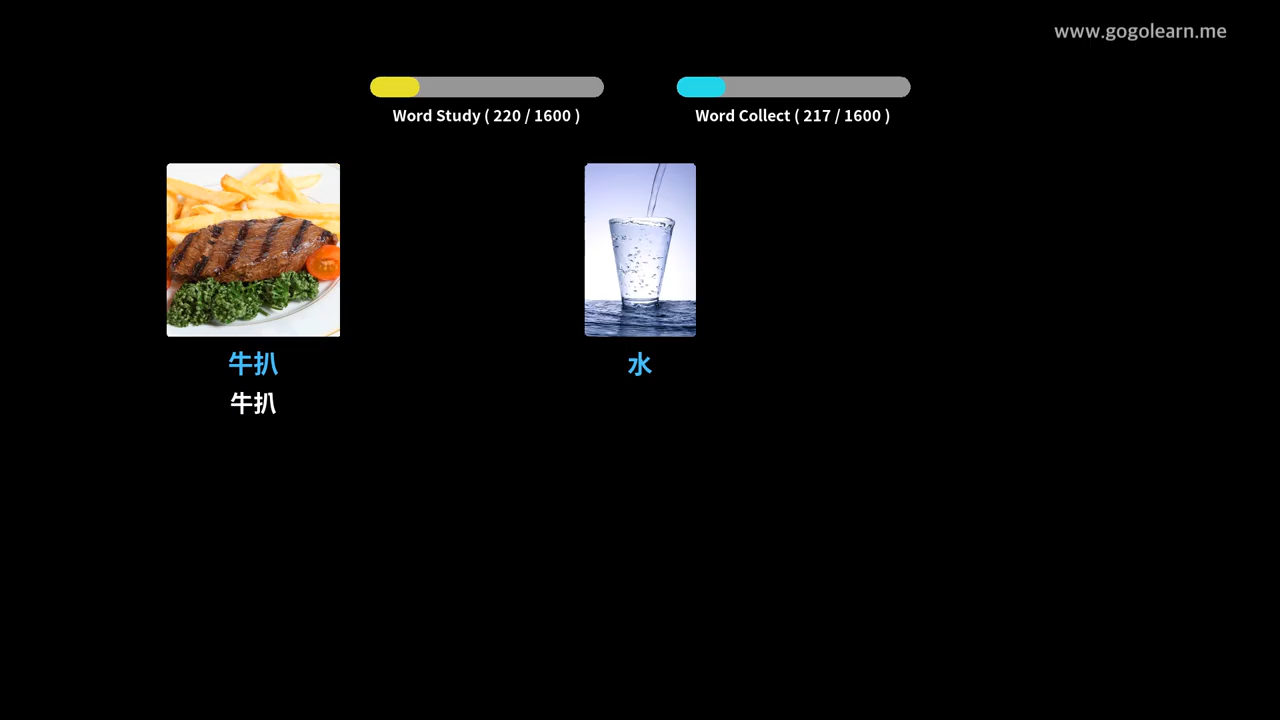 www.gogolearn.me
Word Study ( 220 / 1600 )
Word Collect ( 217 / 1600 )
牛扒
牛扒
水